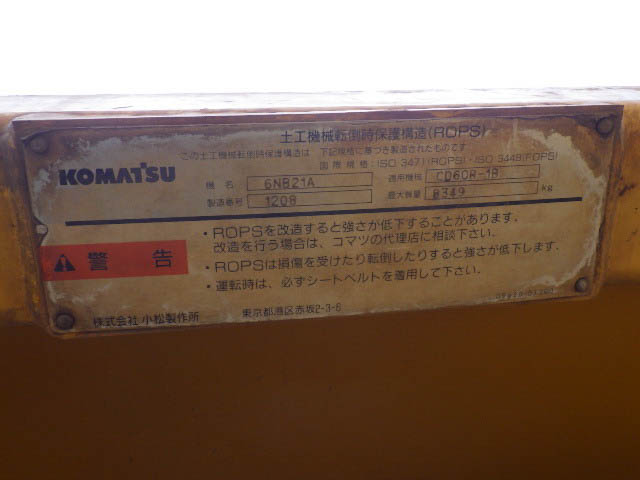 土工機械転倒時保護構造(ROPS)
この土工機械転倒時保護構造は 下記規格に基づき製造されたものです
国際規格:ISO 3471(ROPS)・ISO 3449(FOPS)
KOMATSU
機名 6NB21A 適用機械 CD60R-1B
製造番号 1208 最大質量 8349 kg
・ROPSを改造すると強さが低下することがあります。
改造を行う場合は、コマツの代理店に相談下さい。
警告
・ROPSは損傷を受けたり転倒したりすると強さが低下します。
・運転時は、必ずシートベルトを着用して下さい。
株式会社 小松製作所 東京都港区赤坂2-3-6